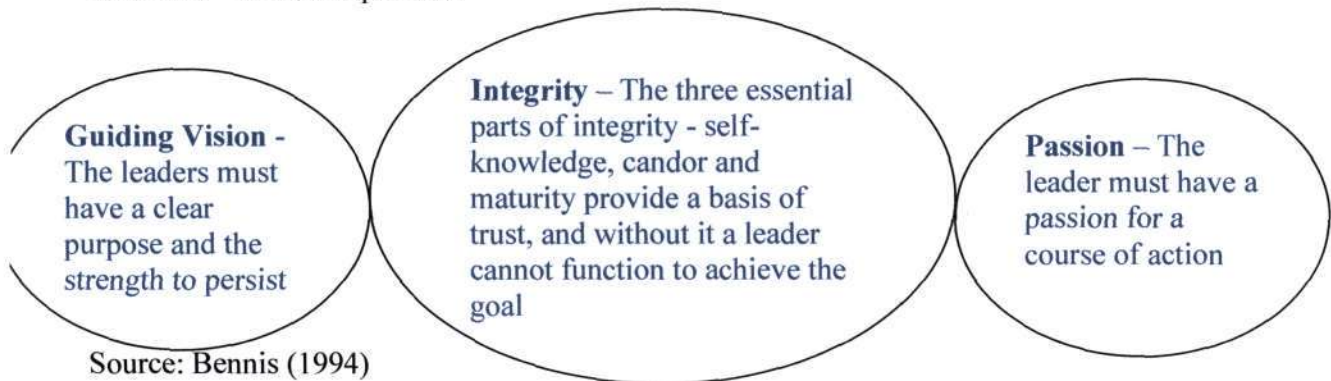 Guiding Vision -
The leaders must
have a clear
purpose and the
strength to persist
Integrity – The three essential
parts of integrity - self-
knowledge, candor and
maturity provide a basis of
trust, and without it a leader
cannot function to achieve the
goal
Passion – The
leader must have a
passion for a
course of action
Source: Bennis (1994)